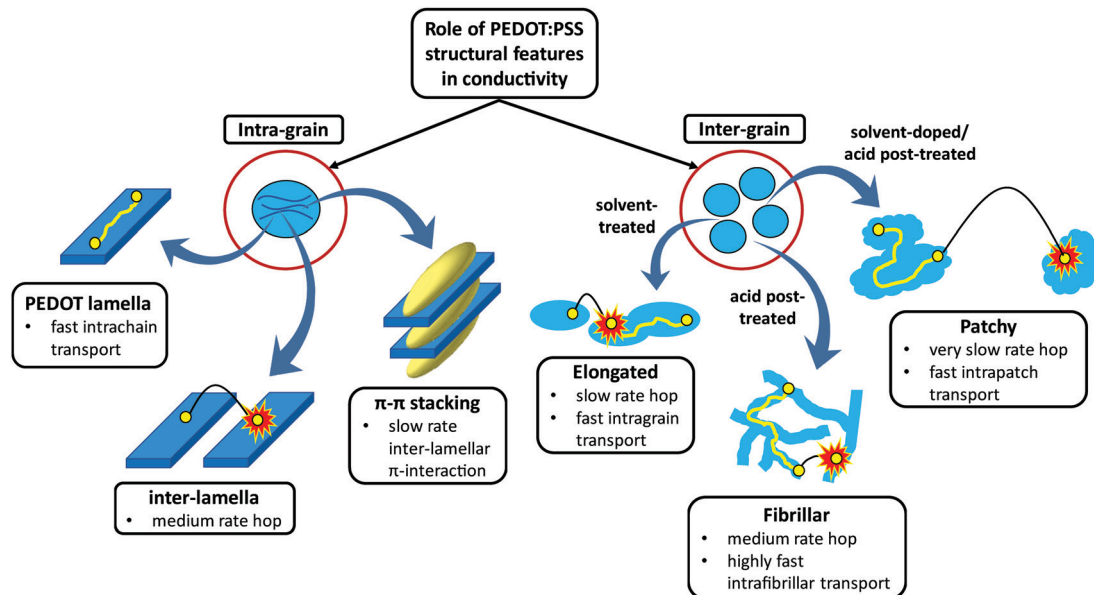 Role of PEDOT:PSS
structural features
in conductivity
Intra-grain
Inter-grain
solvent-doped/
acid post-treated
solvent-
treated
acid post-
treated
PEDOT lamella
• fast intrachain
transport
inter-lamella
• medium rate hop
π-π stacking
• slow rate
inter-lamellar
π-interaction
Elongated
• slow rate hop
• fast intragrain
transport
Fibrillar
• medium rate hop
• highly fast
intrafibrillar transport
Patchy
• very slow rate hop
• fast intrapatch
transport